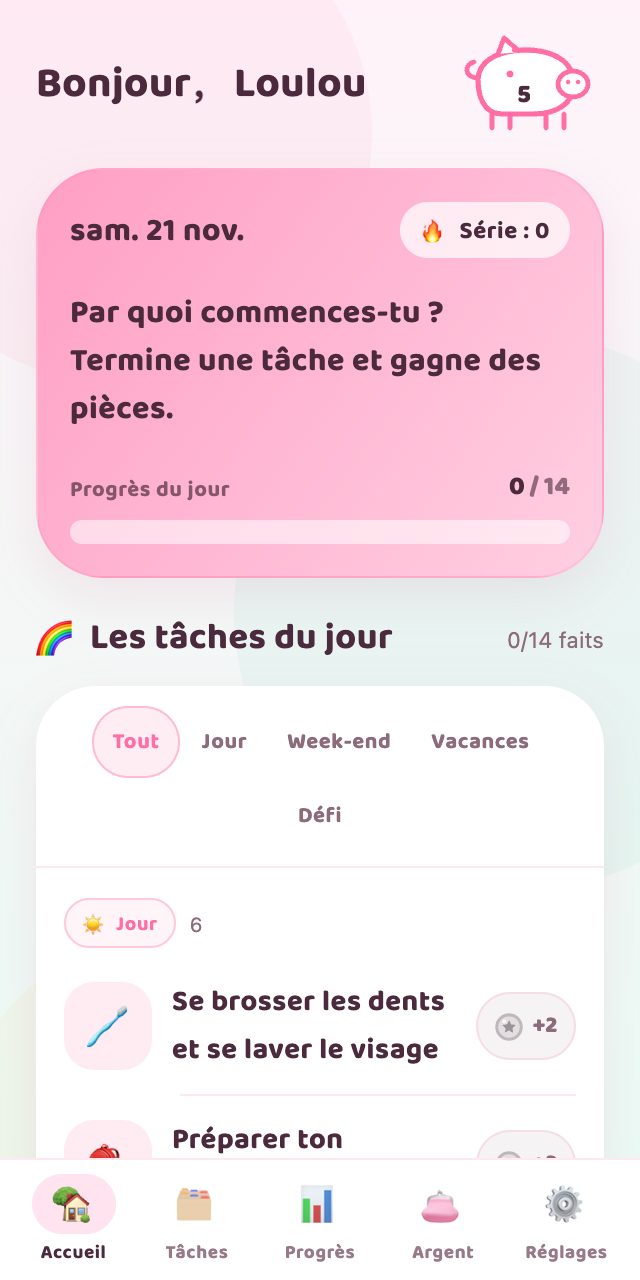 Bonjour, Loulou
5
sam. 21 nov.
Série : 0
Par quoi commences-tu ?
Termine une tâche et gagne des
pièces.
Progrès du jour
0 / 14
Les tâches du jour
0/14 faits
Tout
Jour
Week-end
Vacances
Défi
Jour
6
Se brosser les dents
et se laver le visage
+2
Préparer ton
Accueil
Tâches
Progrès
Argent
Réglages